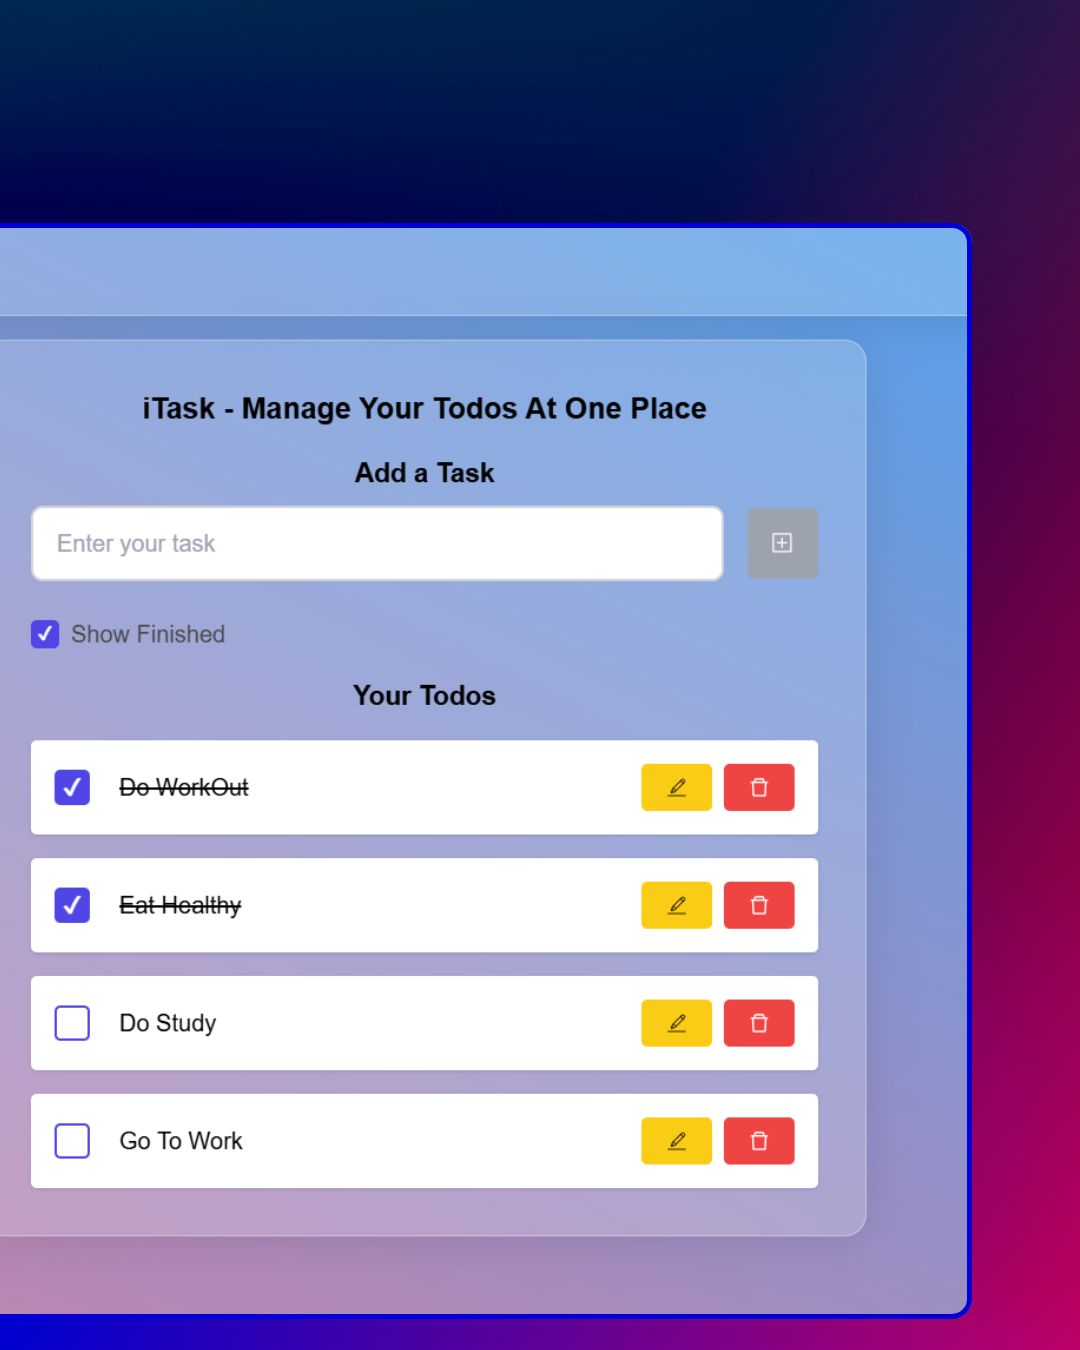 iTask - Manage Your Todos At One Place
Add a Task
Enter your task
Show Finished
Your Todos
Do WorkOut
Eat Healthy
Do Study
Go To Work